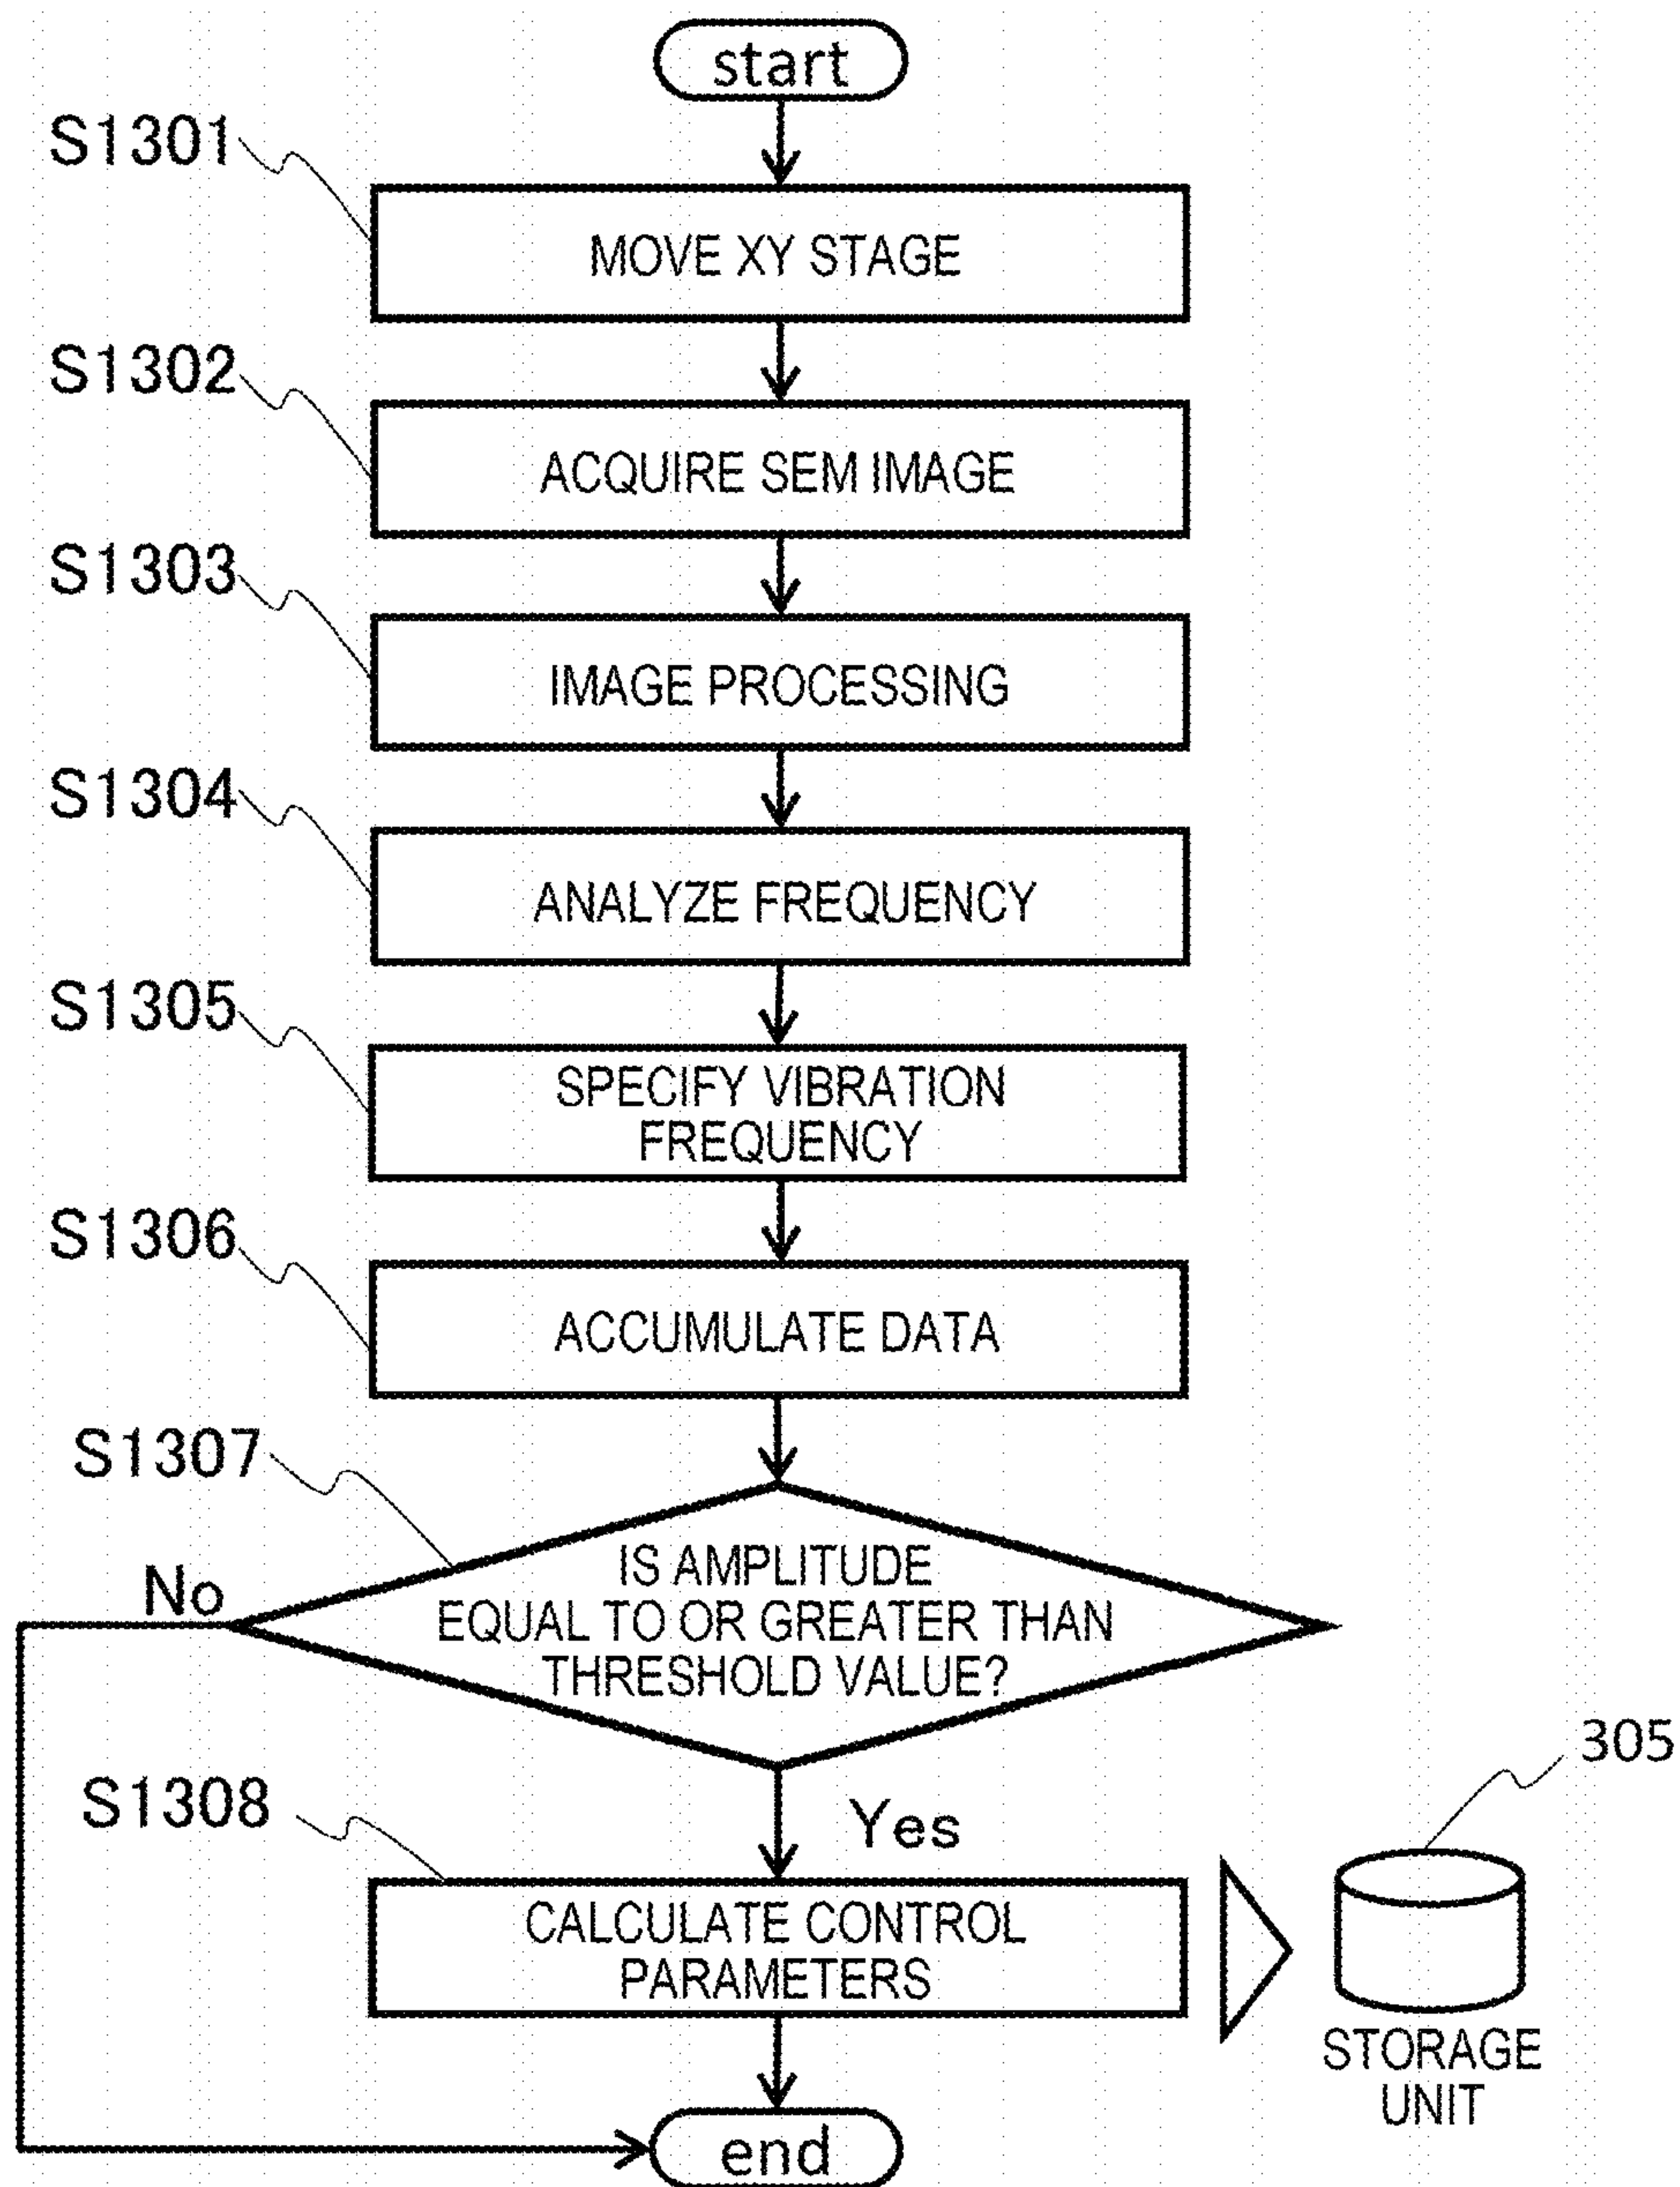 start
S1301
MOVE XY STAGE
S1302
ACQUIRE SEM IMAGE
S1303
IMAGE PROCESSING
S1304
ANALYZE FREQUENCY
S1305
SPECIFY VIBRATION
FREQUENCY
S1306
ACCUMULATE DATA
S1307
No
IS AMPLITUDE
EQUAL TO OR GREATER THAN
THRESHOLD VALUE?
305
S1308
Yes
CALCULATE CONTROL
PARAMETERS
STORAGE
UNIT
end